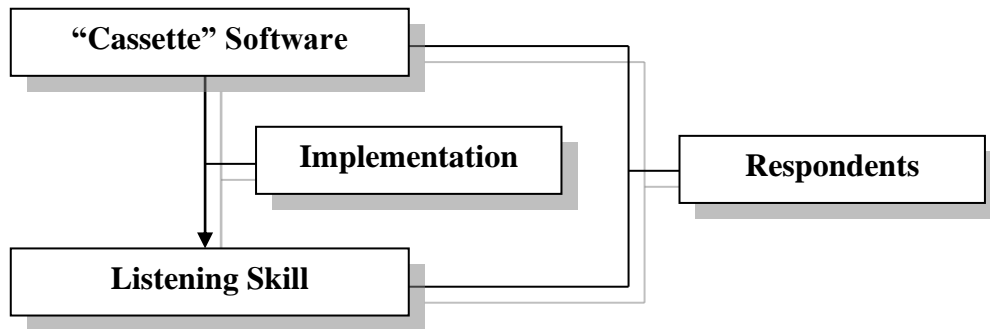 “Cassette” Software
Implementation
Respondents
Listening Skill